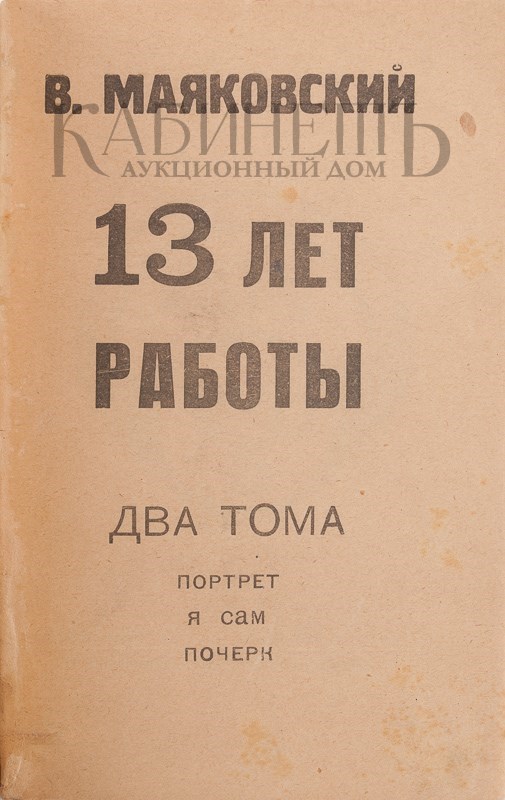 В. МАЯКОВСКИЙ
КАБИНЕТЪ
АУКЦИОННЫЙ ДОМ
13 ЛЕТ
РАБОТЫ
ДВА ТОМА
ПОРТРЕТ
я сам
ПОЧЕРК